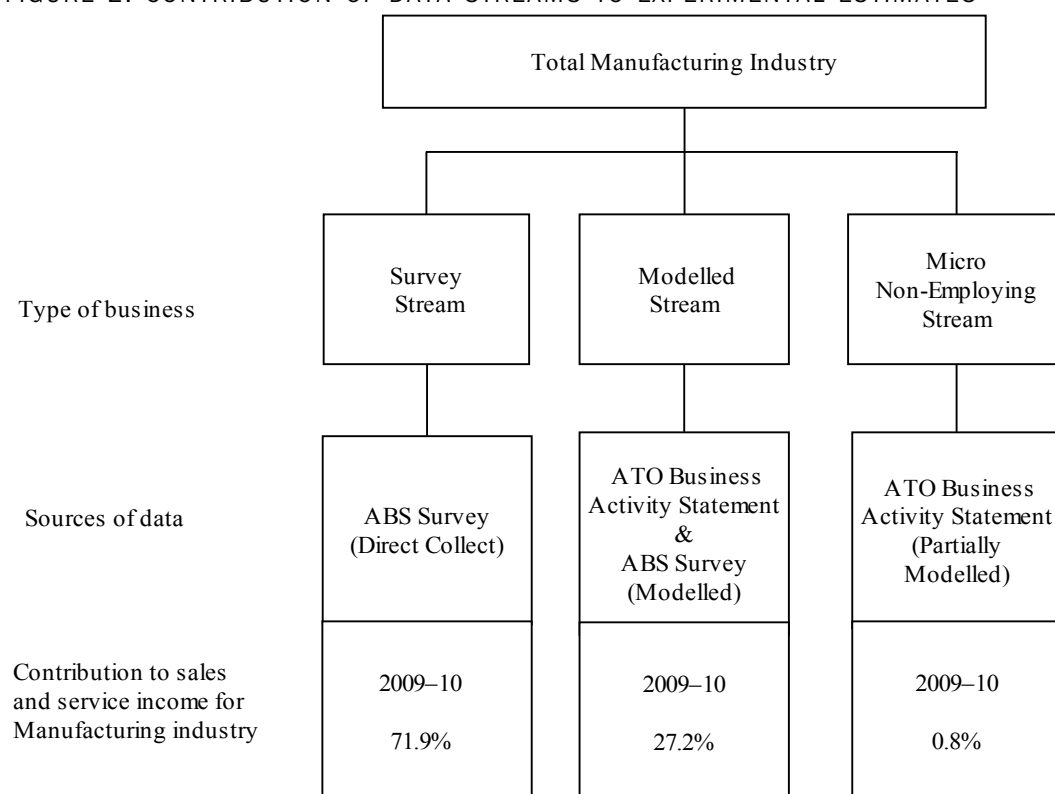 FIGURE 2. CONTRIBUTION OF DATA STREAMS TO EXPERIMENTAL ESTIMATES
Total Manufacturing Industry
Type of business
Survey
Stream
Modelled
Stream
Micro
Non-Employing
Stream
Sources of data
ABS Survey
(Direct Collect)
ATO Business
Activity Statement
&
ABS Survey
(Modelled)
ATO Business
Activity Statement
(Partially
Modelled)
Contribution to sales
and service income for
Manufacturing industry
2009–10
71.9%
2009–10
27.2%
2009–10
0.8%